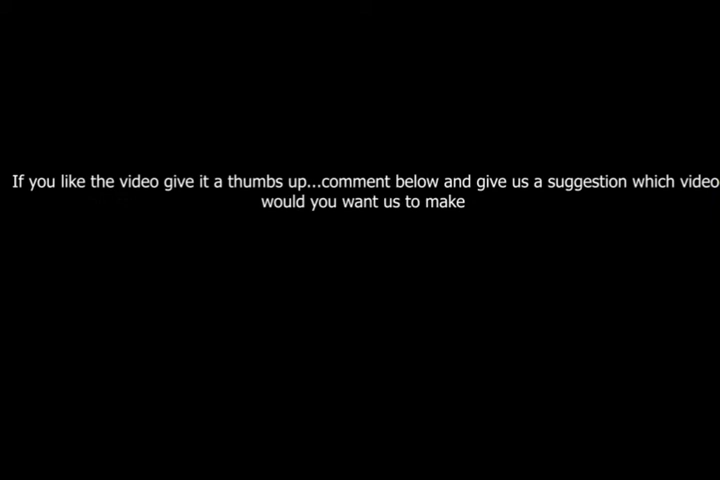 If you like the video give it a thumbs up...comment below and give us a suggestion which video
would you want us to make